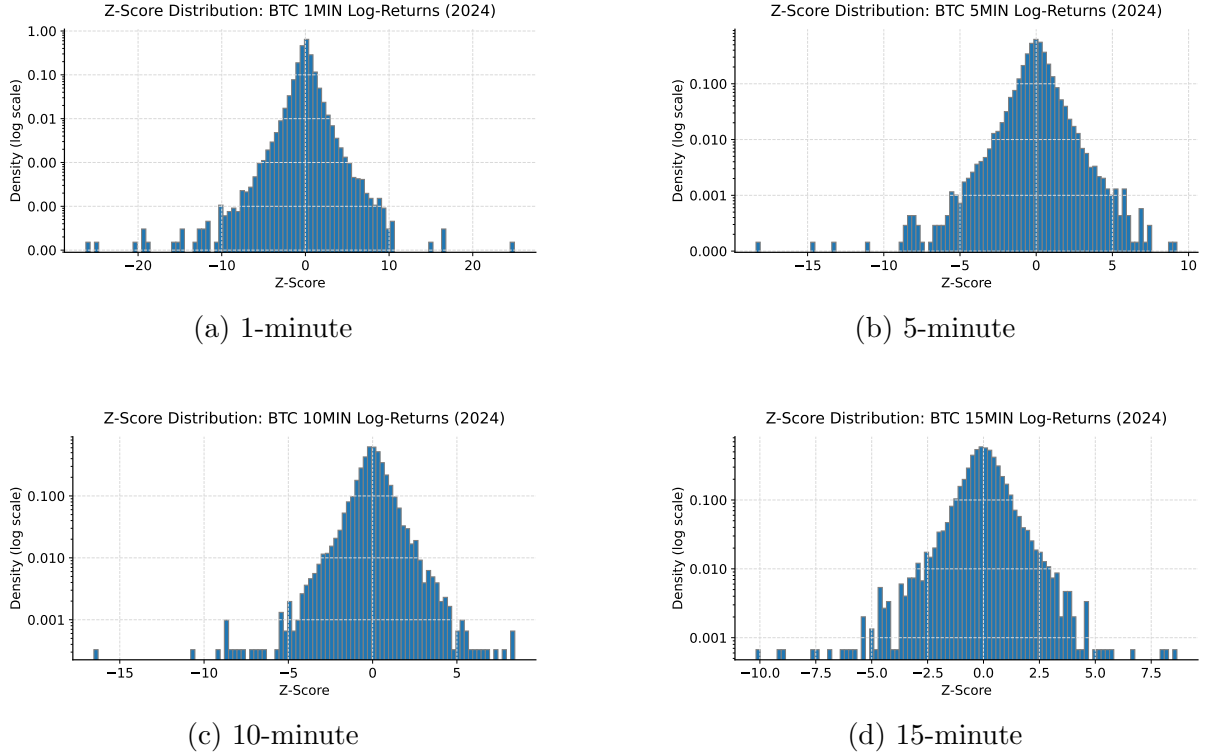 Z-Score Distribution: BTC 1MIN Log-Returns (2024)
Density (log scale)
1.00
0.10
0.01
0.00
0.00
0.00
−20
−10
0
10
20
Z-Score
(a) 1-minute
Z-Score Distribution: BTC 5MIN Log-Returns (2024)
Density (log scale)
0.100
0.010
0.001
0.000
−15
−10
−5
0
5
10
Z-Score
(b) 5-minute
Z-Score Distribution: BTC 10MIN Log-Returns (2024)
Density (log scale)
0.100
0.010
0.001
−15
−10
−5
0
5
Z-Score
(c) 10-minute
Z-Score Distribution: BTC 15MIN Log-Returns (2024)
Density (log scale)
0.100
0.010
0.001
−10.0
−7.5
−5.0
−2.5
0.0
2.5
5.0
7.5
Z-Score
(d) 15-minute